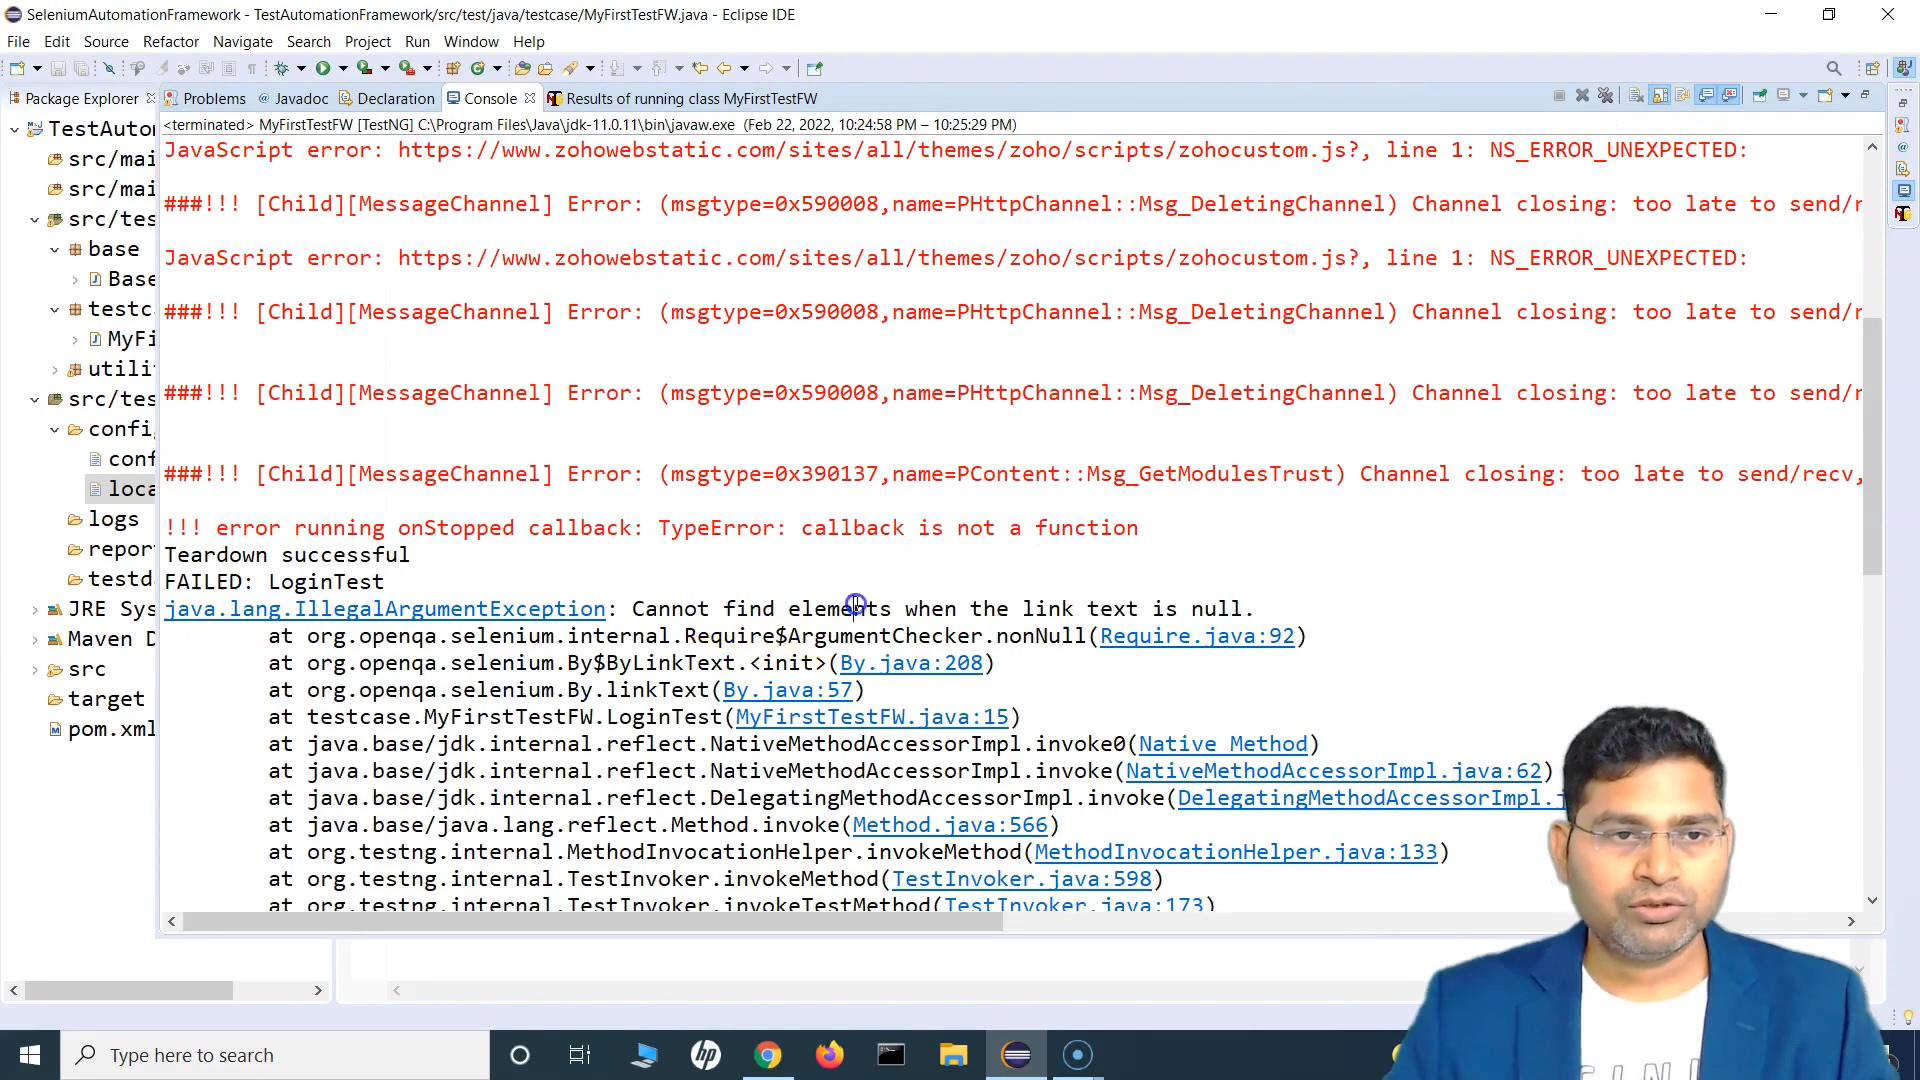 SeleniumAutomationFramework - TestAutomationFramework/src/test/java/testcase/MyFirstTestFW.java - Eclipse IDE
File Edit Source Refactor Navigate Search Project Run Window Help
Package Explorer
Problems Javadoc Declaration Console Results of running class MyFirstTestFW
<terminated> MyFirstTestFW [TestNG] C:\Program Files\Java\jdk-11.0.11\bin\javaw.exe (Feb 22, 2022, 10:24:58 PM – 10:25:29 PM)
TestAutom
src/mai
src/mai
src/tes
base
Base
testc
MyFi
utili
src/tes
config
conf
loca
logs
repor
testda
JRE Sys
Maven D
src
target
pom.xml
JavaScript error: https://www.zohowebstatic.com/sites/all/themes/zoho/scripts/zohocustom.js?, line 1: NS_ERROR_UNEXPECTED:
###!!! [Child][MessageChannel] Error: (msgtype=0x590008,name=PHttpChannel::Msg_DeletingChannel) Channel closing: too late to send/r
JavaScript error: https://www.zohowebstatic.com/sites/all/themes/zoho/scripts/zohocustom.js?, line 1: NS_ERROR_UNEXPECTED:
###!!! [Child][MessageChannel] Error: (msgtype=0x590008,name=PHttpChannel::Msg_DeletingChannel) Channel closing: too late to send/r
###!!! [Child][MessageChannel] Error: (msgtype=0x590008,name=PHttpChannel::Msg_DeletingChannel) Channel closing: too late to send/r
###!!! [Child][MessageChannel] Error: (msgtype=0x390137,name=PContent::Msg_GetModulesTrust) Channel closing: too late to send/recv,
!!! error running onStopped callback: TypeError: callback is not a function
Teardown successful
FAILED: LoginTest
java.lang.IllegalArgumentException: Cannot find elements when the link text is null.
at org.openqa.selenium.internal.Require$ArgumentChecker.nonNull(Require.java:92)
at org.openqa.selenium.By$ByLinkText.<init>(By.java:208)
at org.openqa.selenium.By.linkText(By.java:57)
at testcase.MyFirstTestFW.LoginTest(MyFirstTestFW.java:15)
at java.base/jdk.internal.reflect.NativeMethodAccessorImpl.invoke0(Native Method)
at java.base/jdk.internal.reflect.NativeMethodAccessorImpl.invoke(NativeMethodAccessorImpl.java:62)
at java.base/jdk.internal.reflect.DelegatingMethodAccessorImpl.invoke(DelegatingMethodAccessorImpl.j
at java.base/java.lang.reflect.Method.invoke(Method.java:566)
at org.testng.internal.MethodInvocationHelper.invokeMethod(MethodInvocationHelper.java:133)
at org.testng.internal.TestInvoker.invokeMethod(TestInvoker.java:598)
at org.testng.internal.TestInvoker.invokeTestMethod(TestInvoker.java:173)
Type here to search
hp